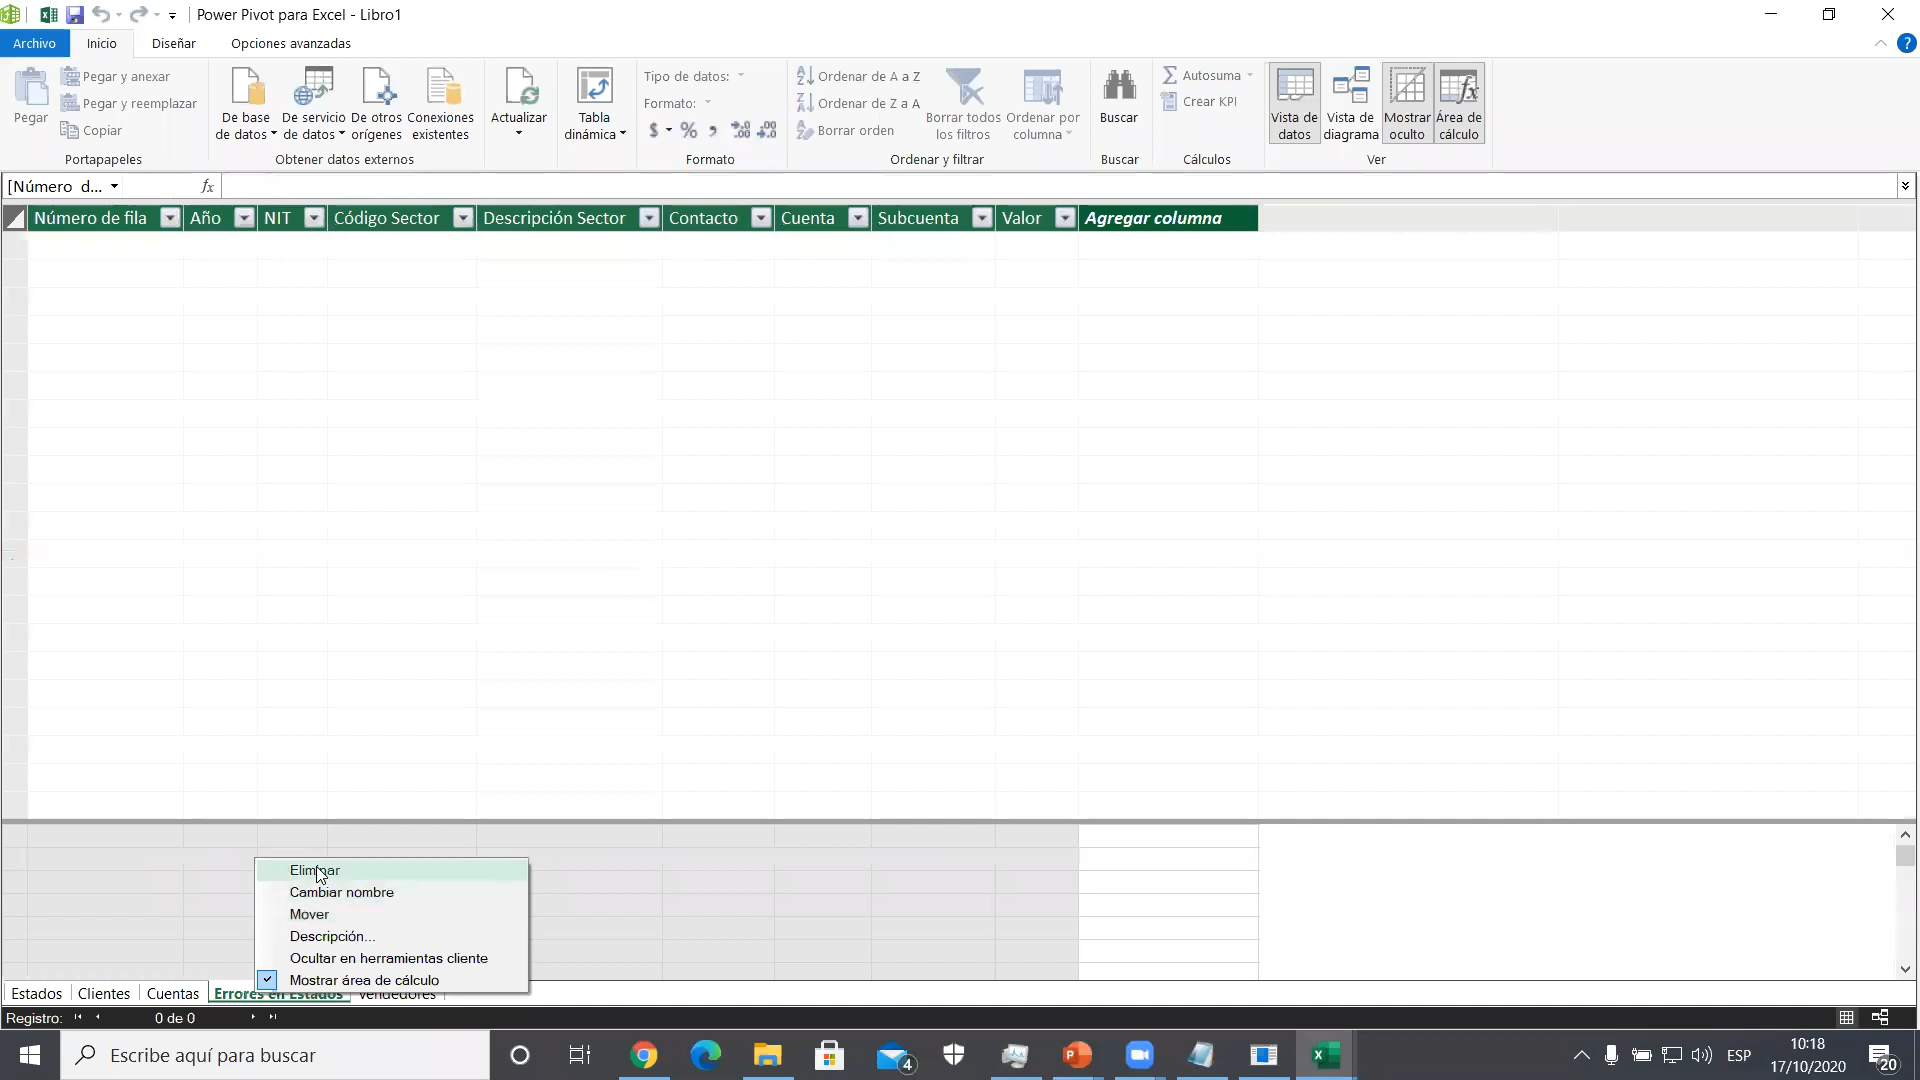 Power Pivot para Excel - Libro1
Archivo Inicio Diseñar Opciones avanzadas
Pegar
Pegar y anexar
Pegar y reemplazar
Copiar
Portapapeles
De base de datos
De servicio de datos
De otros orígenes
Conexiones existentes
Obtener datos externos
Actualizar
Tabla dinámica
Tipo de datos:
Formato:
$ %
Formato
Ordenar de A a Z
Ordenar de Z a A
Borrar orden
Borrar todos los filtros
Ordenar por columna
Ordenar y filtrar
Buscar
Buscar
Autosuma
Crear KPI
Cálculos
Vista de datos
Vista de diagrama
Mostrar oculto
Área de cálculo
Ver
[Número d... fx
Número de fila Año NIT Código Sector Descripción Sector Contacto Cuenta Subcuenta Valor Agregar columna
Eliminar
Cambiar nombre
Mover
Descripción...
Ocultar en herramientas cliente
Mostrar área de cálculo
Estados Clientes Cuentas Errores en Estados Vendedores
Registro: 0 de 0
Escribe aquí para buscar
4
ESP
10:18
17/10/2020
20